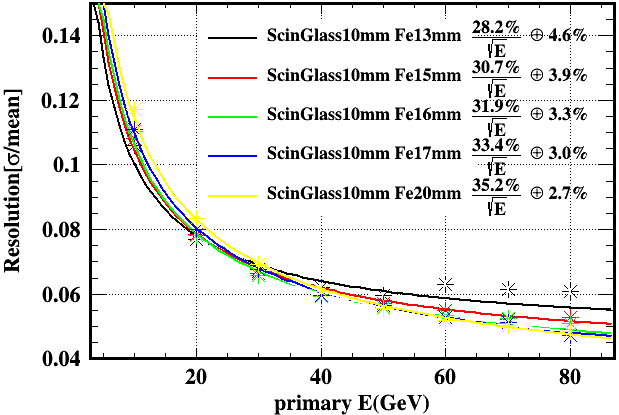 Resolution[σ/mean]
0.14
0.12
0.1
0.08
0.06
0.04
ScinGlass10mm Fe13mm 28.2%/√E ⊕ 4.6%
ScinGlass10mm Fe15mm 30.7%/√E ⊕ 3.9%
ScinGlass10mm Fe16mm 31.9%/√E ⊕ 3.3%
ScinGlass10mm Fe17mm 33.4%/√E ⊕ 3.0%
ScinGlass10mm Fe20mm 35.2%/√E ⊕ 2.7%
20 40 60 80
primary E(GeV)